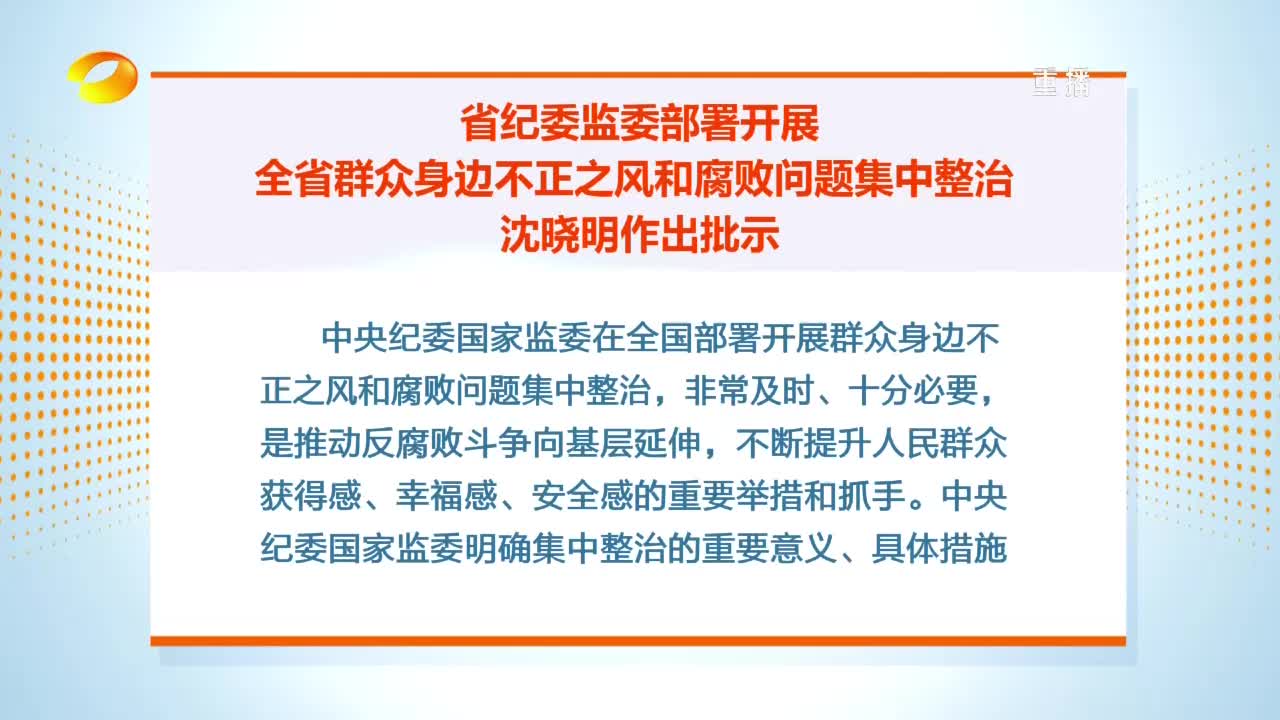 重播
省纪委监委部署开展
全省群众身边不正之风和腐败问题集中整治
沈晓明作出批示
中央纪委国家监委在全国部署开展群众身边不
正之风和腐败问题集中整治，非常及时、十分必要，
是推动反腐败斗争向基层延伸，不断提升人民群众
获得感、幸福感、安全感的重要举措和抓手。中央
纪委国家监委明确集中整治的重要意义、具体措施